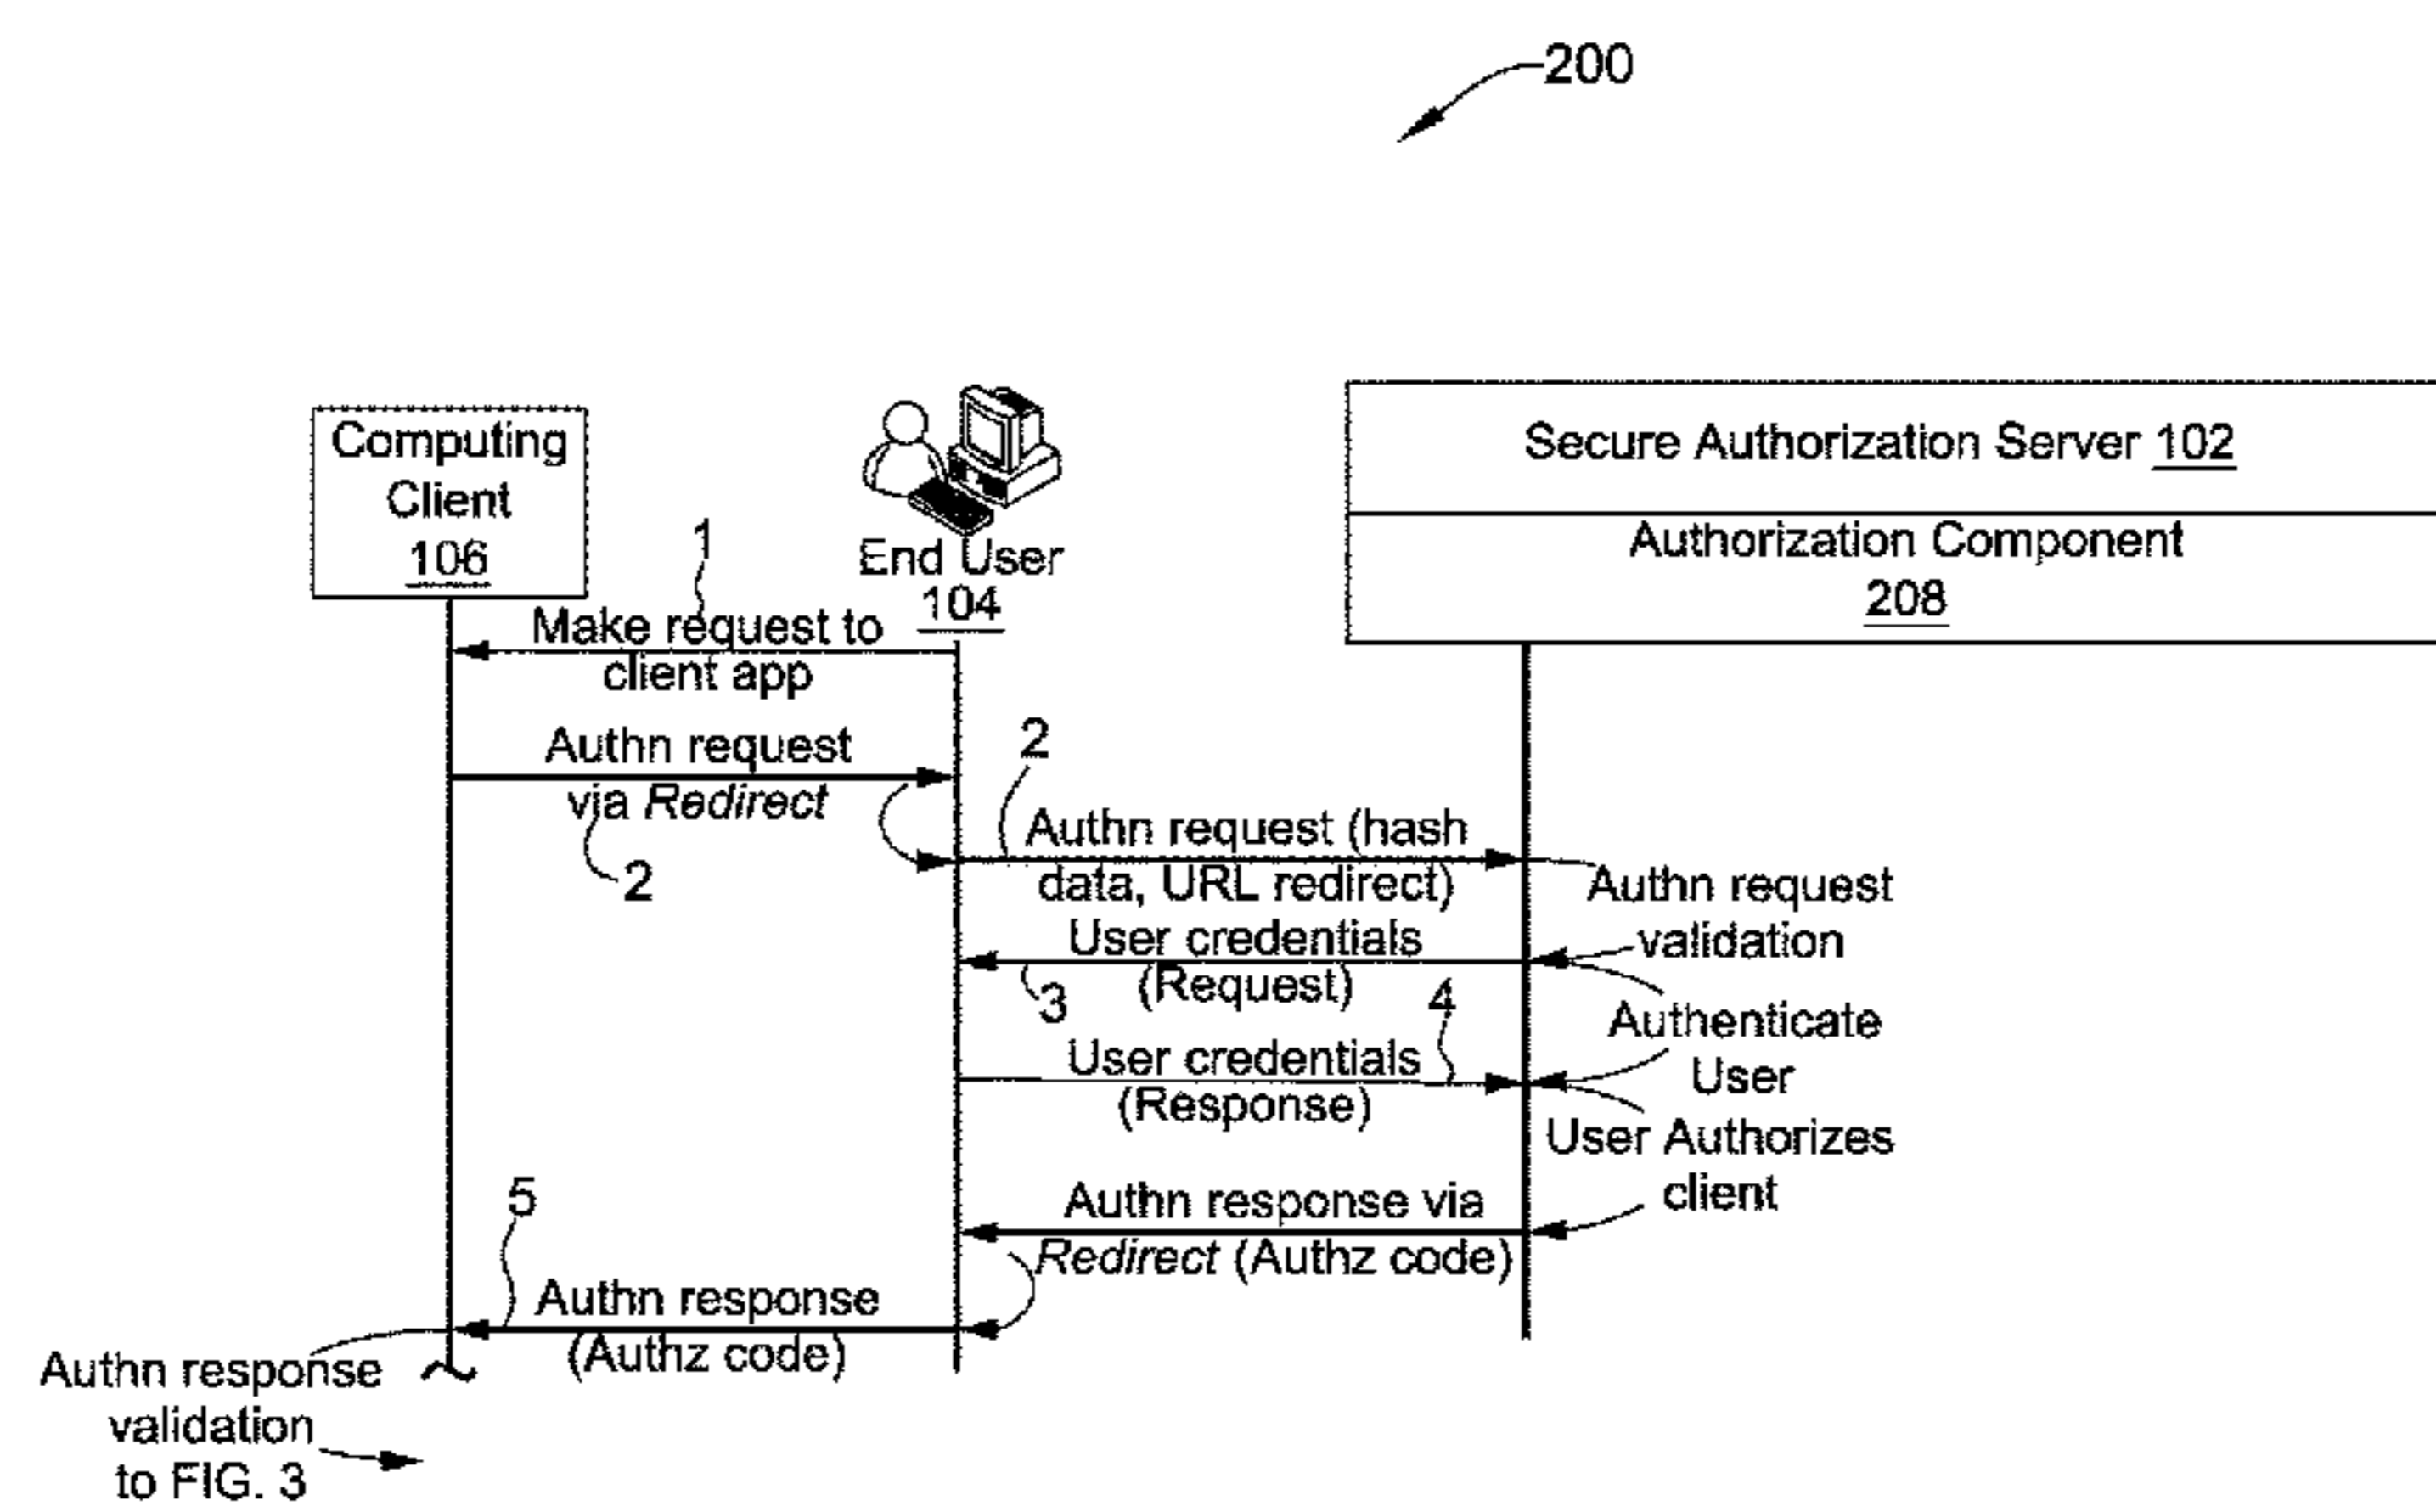 200
Computing
Client
106
End User
104
Secure Authorization Server 102
Authorization Component
208
1
Make request to
client app
Authn request
via Redirect
2
2
Authn request (hash
data, URL redirect)
Authn request
validation
User credentials
(Request)
3
4
Authenticate
User
User credentials
(Response)
User Authorizes
client
5
Authn response via
Redirect (Authz code)
Authn response
(Authz code)
Authn response
validation
to FIG. 3